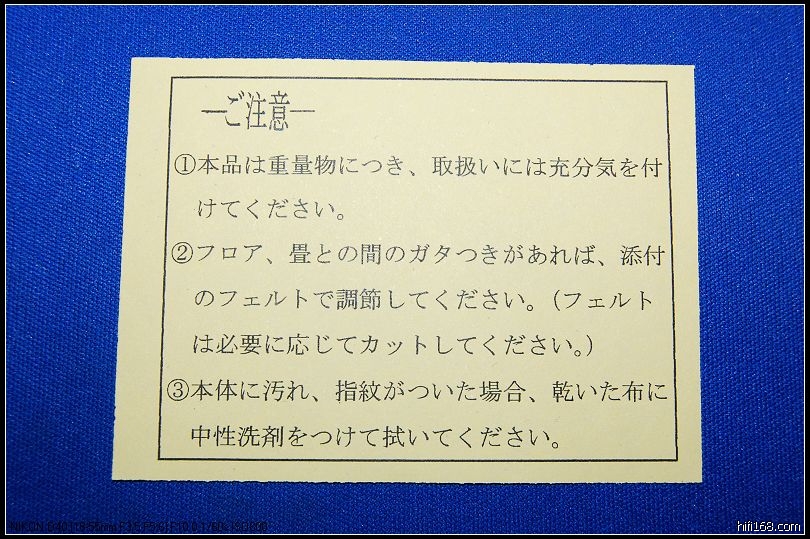 ―ご注意―
①本品は重量物につき、取扱いには充分気を付
けてください。
②フロア、畳との間のガタつきがあれば、添付
のフェルトで調節してください。（フェルト
は必要に応じてカットしてください。）
③本体に汚れ、指紋がついた場合、乾いた布に
中性洗剤をつけて拭いてください。
hifi168.com